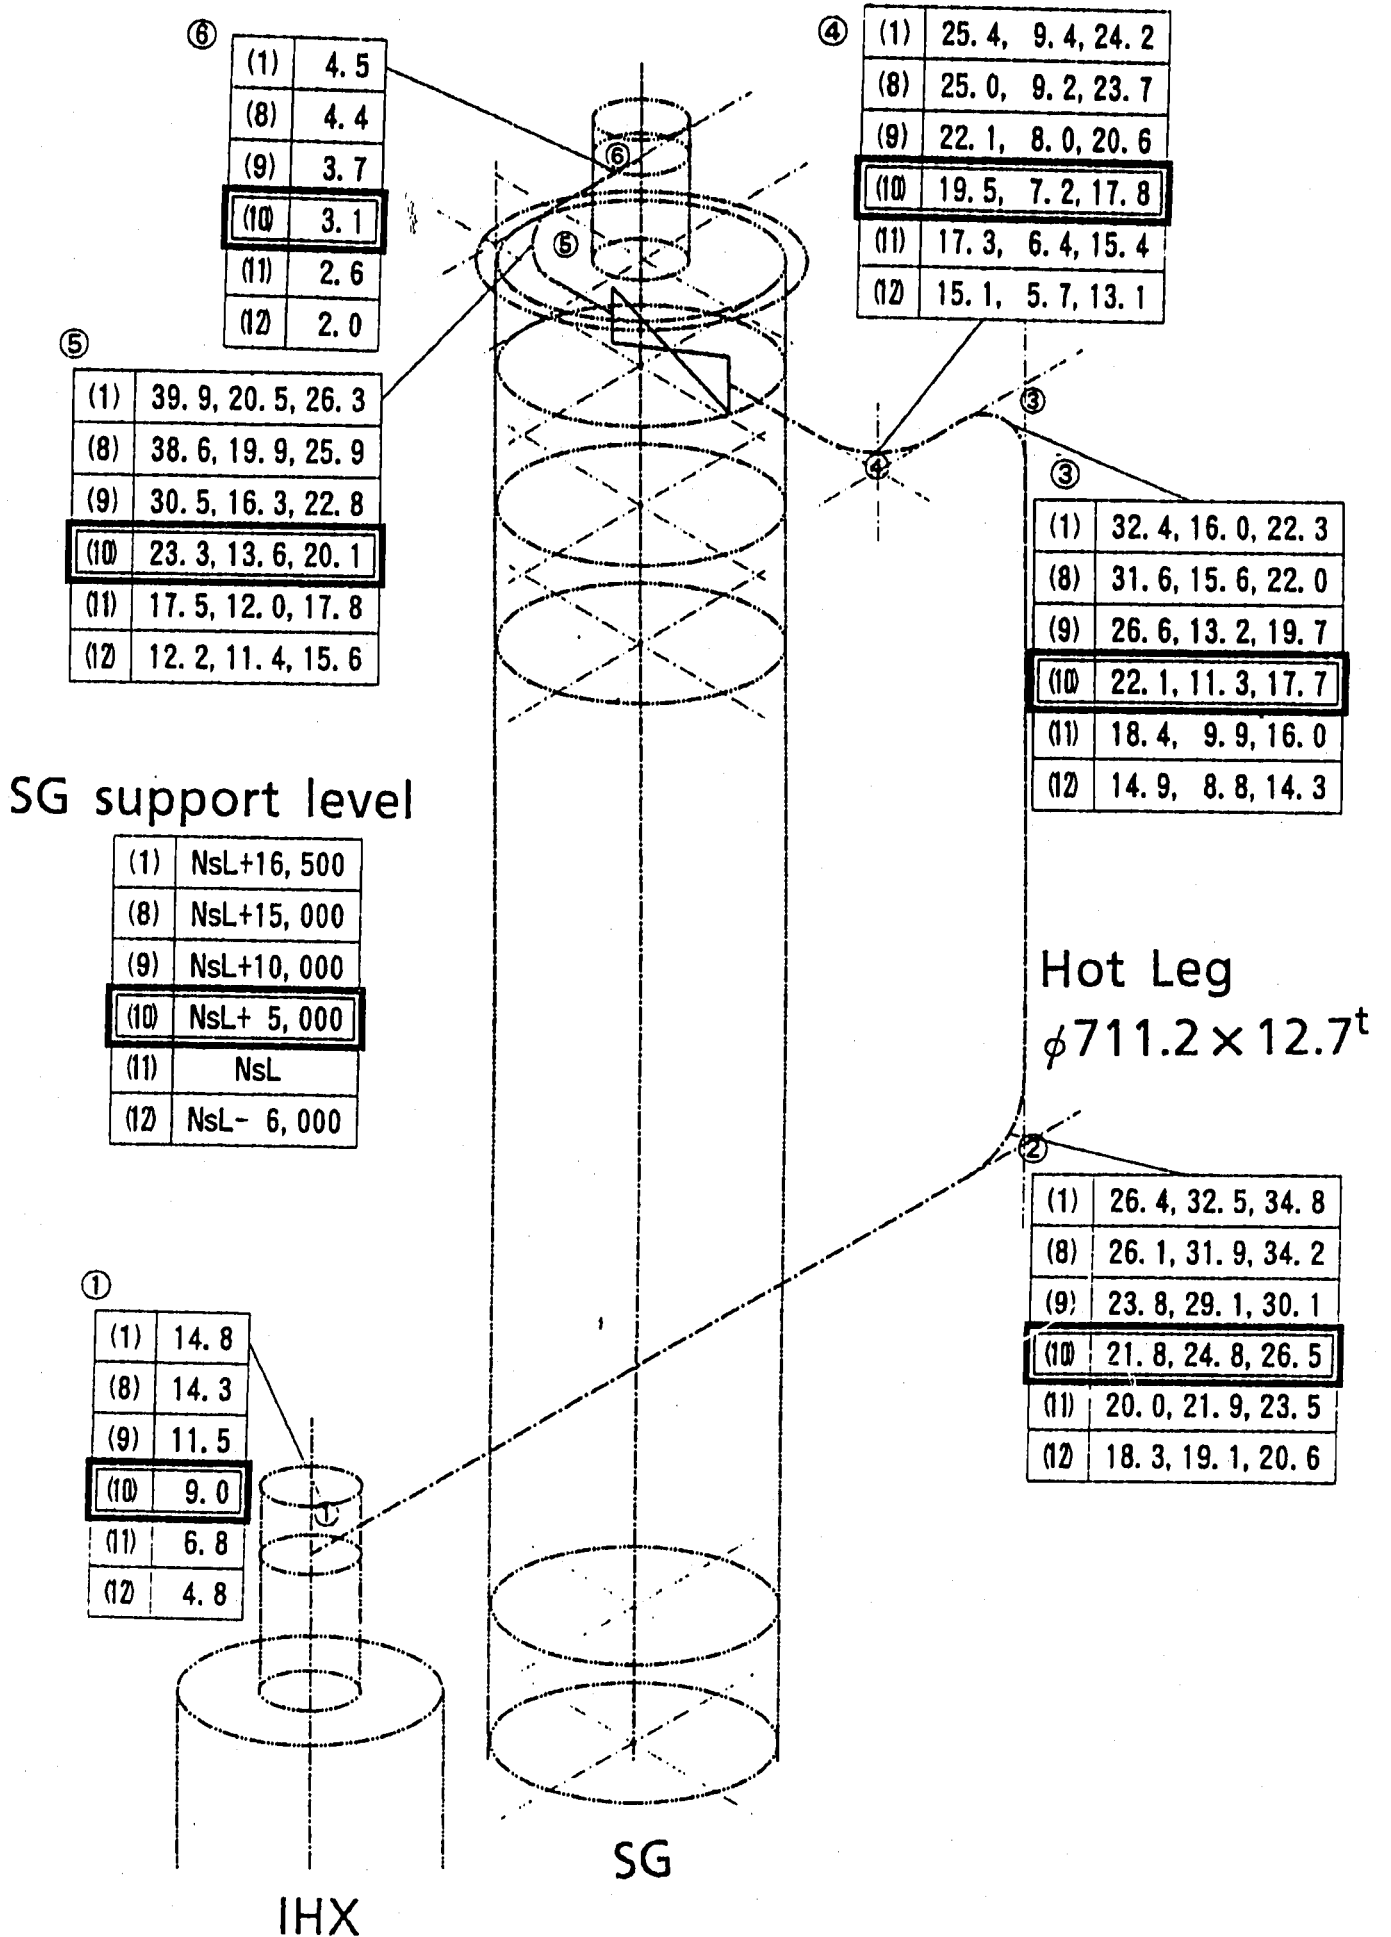 ⑥
(1) 4.5
(8) 4.4
(9) 3.7
(10) 3.1
(11) 2.6
(12) 2.0
④
(1) 25.4, 9.4, 24.2
(8) 25.0, 9.2, 23.7
(9) 22.1, 8.0, 20.6
(10) 19.5, 7.2, 17.8
(11) 17.3, 6.4, 15.4
(12) 15.1, 5.7, 13.1
⑥
⑤
⑤
(1) 39.9, 20.5, 26.3
(8) 38.6, 19.9, 25.9
(9) 30.5, 16.3, 22.8
(10) 23.3, 13.6, 20.1
(11) 17.5, 12.0, 17.8
(12) 12.2, 11.4, 15.6
③
④
③
(1) 32.4, 16.0, 22.3
(8) 31.6, 15.6, 22.0
(9) 26.6, 13.2, 19.7
(10) 22.1, 11.3, 17.7
(11) 18.4, 9.9, 16.0
(12) 14.9, 8.8, 14.3
SG support level
(1) NsL+16,500
(8) NsL+15,000
(9) NsL+10,000
(10) NsL+ 5,000
(11) NsL
(12) NsL- 6,000
Hot Leg
φ711.2×12.7t
②
(1) 26.4, 32.5, 34.8
(8) 26.1, 31.9, 34.2
(9) 23.8, 29.1, 30.1
(10) 21.8, 24.8, 26.5
(11) 20.0, 21.9, 23.5
(12) 18.3, 19.1, 20.6
①
(1) 14.8
(8) 14.3
(9) 11.5
(10) 9.0
(11) 6.8
(12) 4.8
①
SG
IHX